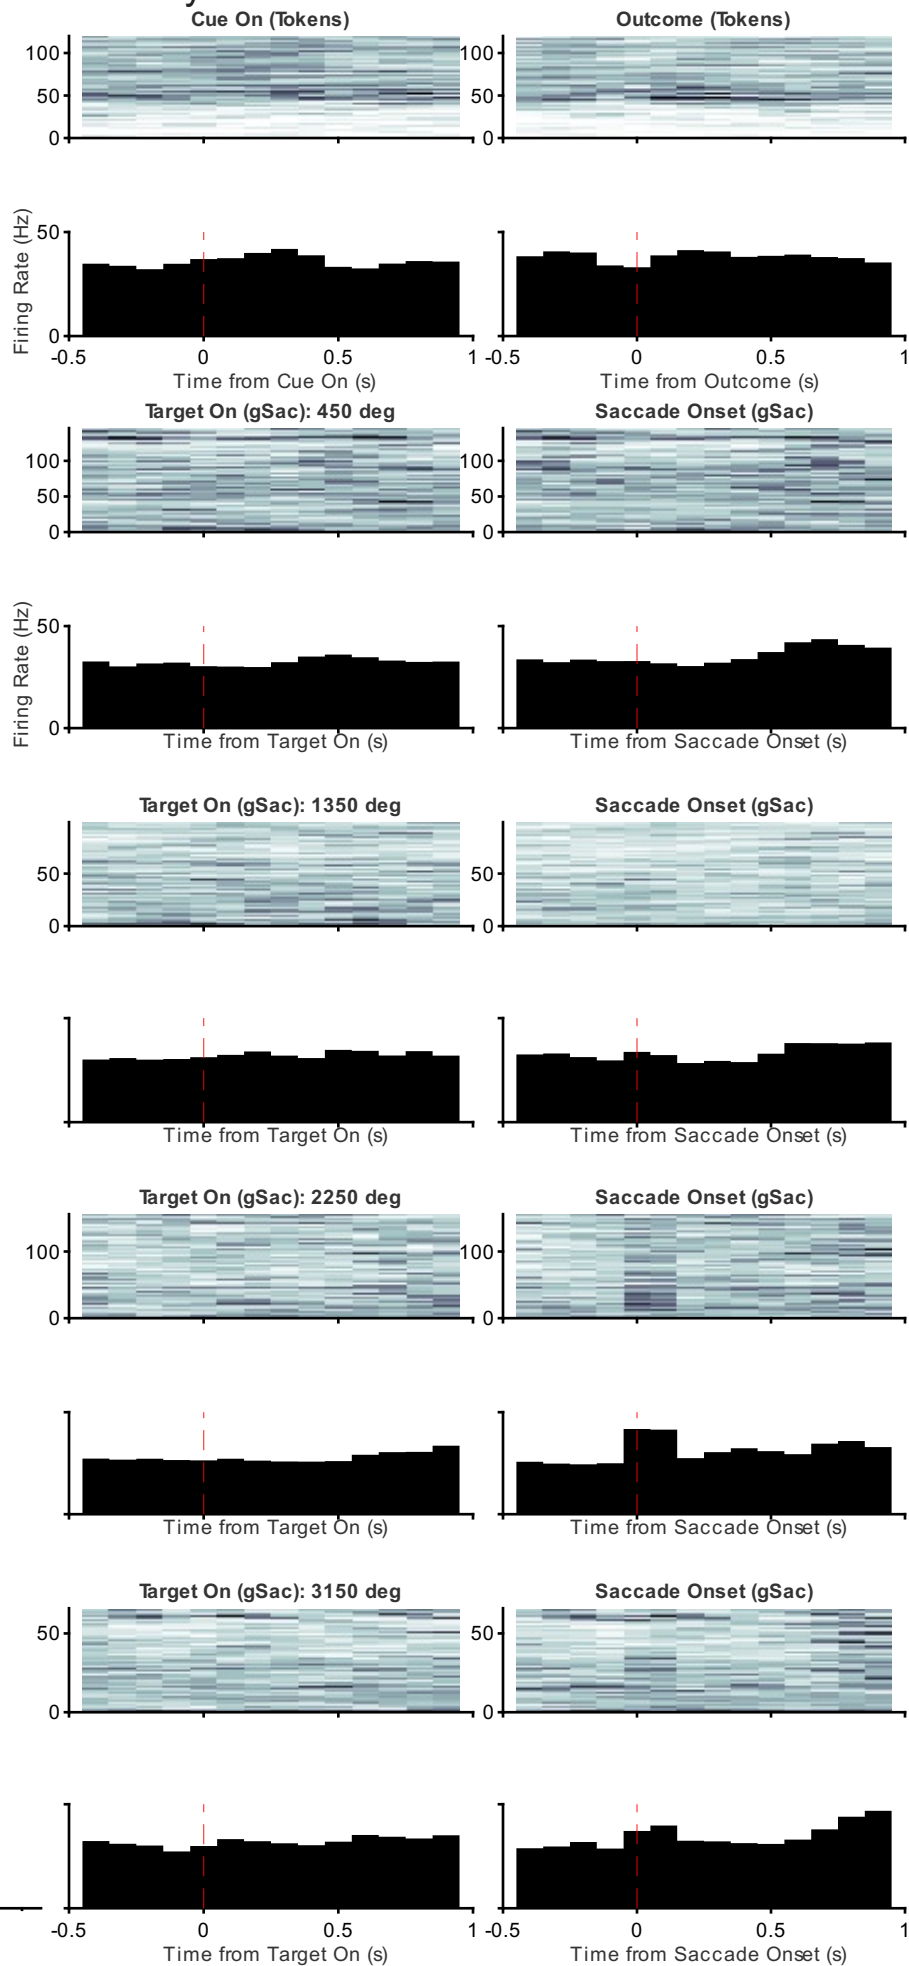 Cue On (Tokens) Outcome (Tokens)
100 100
50 50
0 0
Firing Rate (Hz)
50
0
-0.5 0 0.5 1 -0.5 0 0.5 1
Time from Cue On (s) Time from Outcome (s)
Target On (gSac): 450 deg Saccade Onset (gSac)
100 100
50 50
0 0
Firing Rate (Hz)
50
0
Time from Target On (s) Time from Saccade Onset (s)
Target On (gSac): 1350 deg Saccade Onset (gSac)
50 50
0 0
Time from Target On (s) Time from Saccade Onset (s)
Target On (gSac): 2250 deg Saccade Onset (gSac)
100 100
0 0
Time from Target On (s) Time from Saccade Onset (s)
Target On (gSac): 3150 deg Saccade Onset (gSac)
50 50
0 0
-0.5 0 0.5 1 -0.5 0 0.5 1
Time from Target On (s) Time from Saccade Onset (s)